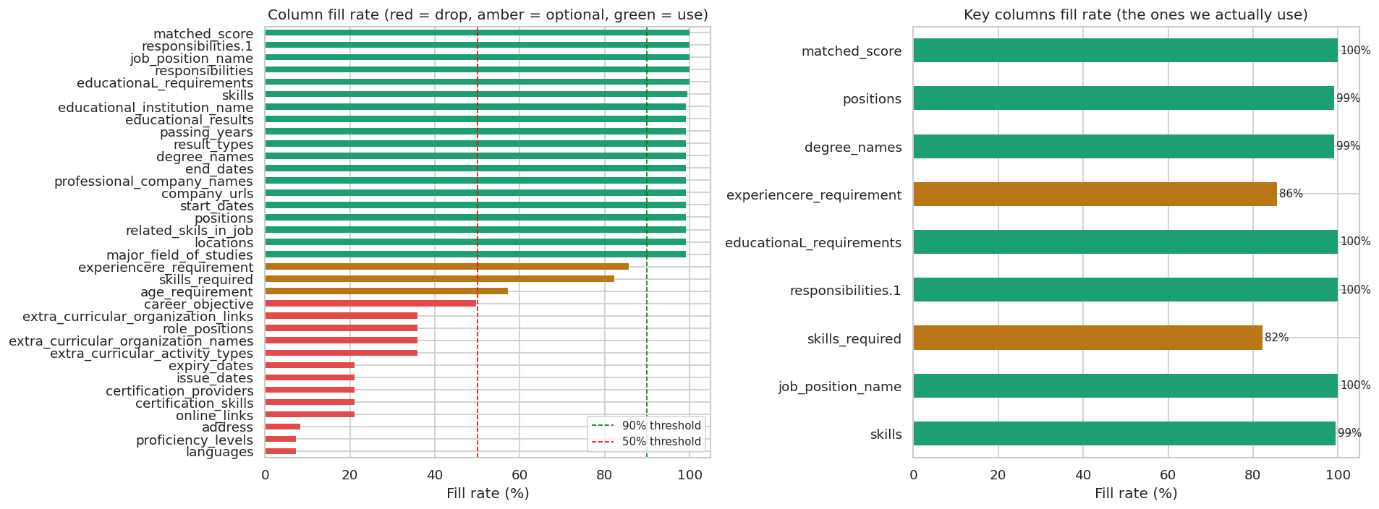 Column fill rate (red = drop, amber = optional, green = use)
matched_score
responsibilities.1
job_position_name
responsibilities
educationaL_requirements
skills
educational_institution_name
educational_results
passing_years
result_types
degree_names
end_dates
professional_company_names
company_urls
start_dates
positions
related_skils_in_job
locations
major_field_of_studies
experiencere_requirement
skills_required
age_requirement
career_objective
extra_curricular_organization_links
role_positions
extra_curricular_organization_names
extra_curricular_activity_types
expiry_dates
issue_dates
certification_providers
certification_skills
online_links
address
proficiency_levels
languages
90% threshold
50% threshold
0 20 40 60 80 100
Fill rate (%)
Key columns fill rate (the ones we actually use)
matched_score 100%
positions 99%
degree_names 99%
experiencere_requirement 86%
educationaL_requirements 100%
responsibilities.1 100%
skills_required 82%
job_position_name 100%
skills 99%
0 20 40 60 80 100
Fill rate (%)